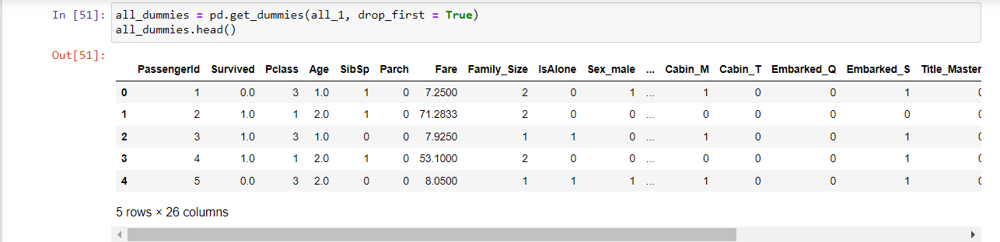 In [51]: all_dummies = pd.get_dummies(all_1, drop_first = True)
all_dummies.head()
Out[51]:
PassengerId Survived Pclass Age SibSp Parch Fare Family_Size IsAlone Sex_male ... Cabin_M Cabin_T Embarked_Q Embarked_S Title_Master
0 1 0.0 3 1.0 1 0 7.2500 2 0 1 ... 1 0 0 1 0
1 2 1.0 1 2.0 1 0 71.2833 2 0 0 ... 0 0 0 0 0
2 3 1.0 3 1.0 0 0 7.9250 1 1 0 ... 1 0 0 1 0
3 4 1.0 1 2.0 1 0 53.1000 2 0 0 ... 0 0 0 1 0
4 5 0.0 3 2.0 0 0 8.0500 1 1 1 ... 1 0 0 1 0
5 rows × 26 columns